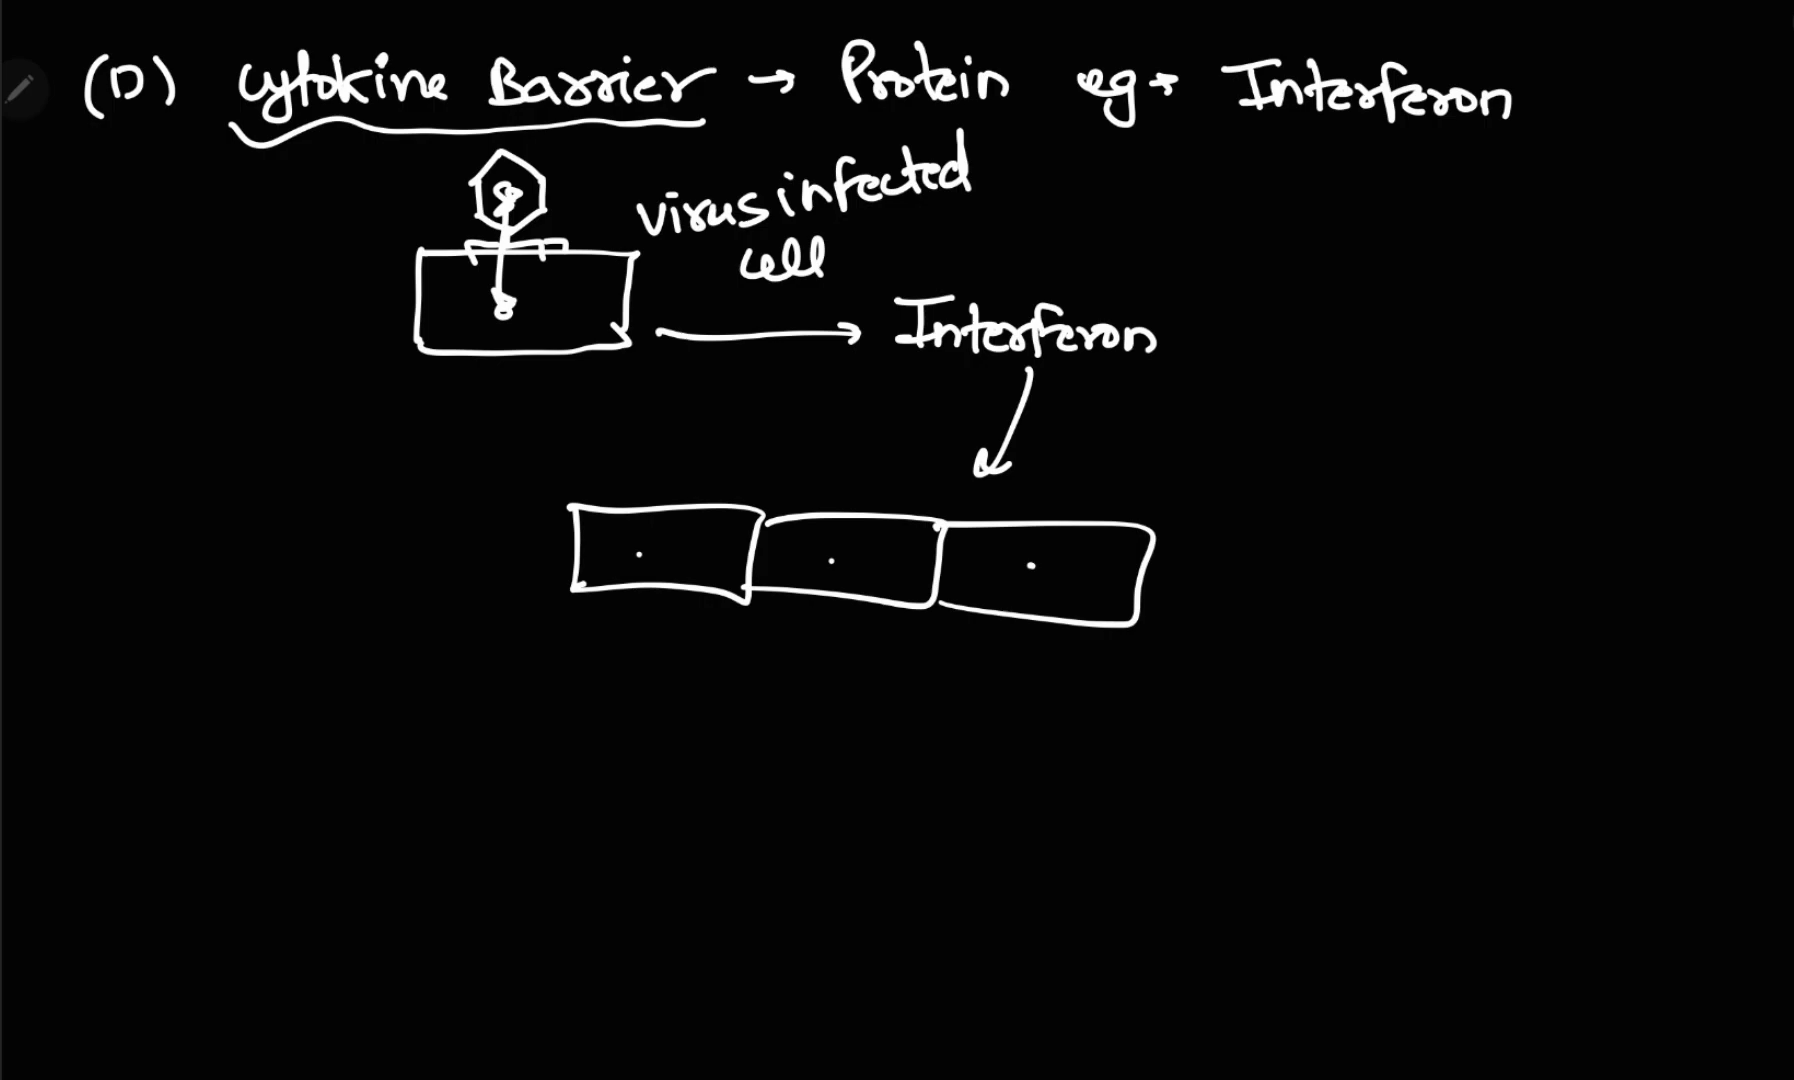 (D) Cytokine Barrier → Protein eg → Interferon
virus infected
cell
Interferon